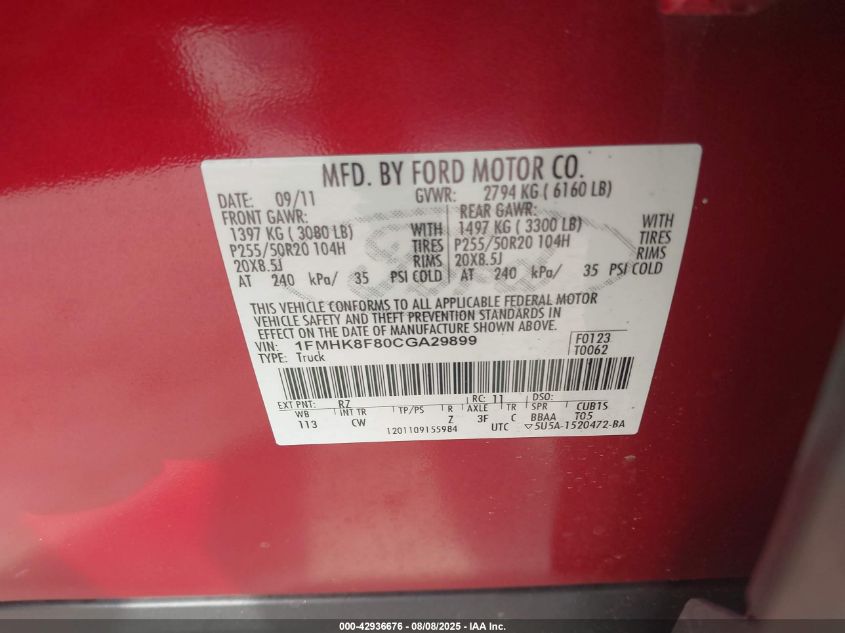 MFD. BY FORD MOTOR CO.
DATE: 09/11 GVWR: 2794 KG ( 6160 LB)
FRONT GAWR: REAR GAWR:
1397 KG ( 3080 LB) WITH 1497 KG ( 3300 LB) WITH
P255/50R20 104H TIRES P255/50R20 104H TIRES
20X8.5J RIMS 20X8.5J RIMS
AT 240 kPa/ 35 PSI COLD AT 240 kPa/ 35 PSI COLD
Ford
THIS VEHICLE CONFORMS TO ALL APPLICABLE FEDERAL MOTOR
VEHICLE SAFETY AND THEFT PREVENTION STANDARDS IN
EFFECT ON THE DATE OF MANUFACTURE SHOWN ABOVE.
VIN: 1FMHK8F80CGA29899 F0123
TYPE: Truck T0062
EXT PNT: RZ RC: 11 DSO:
WB INT TR TP/PS R AXLE TR SPR CUB1S
113 CW Z 3F C BBAA T05
1201109155984 UTC ▽5U5A-1520472-BA
000-42936676 - 08/08/2025 - IAA Inc.